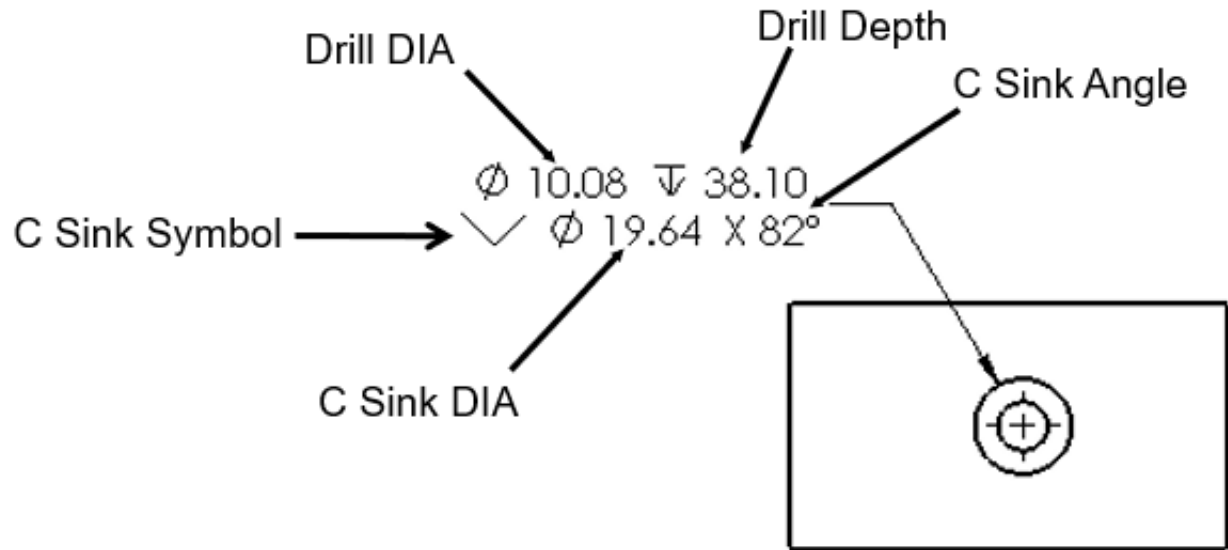 Drill Depth
Drill DIA
C Sink Angle
⌀ 10.08 ↧ 38.10
C Sink Symbol
⌵ ⌀ 19.64 X 82°
C Sink DIA